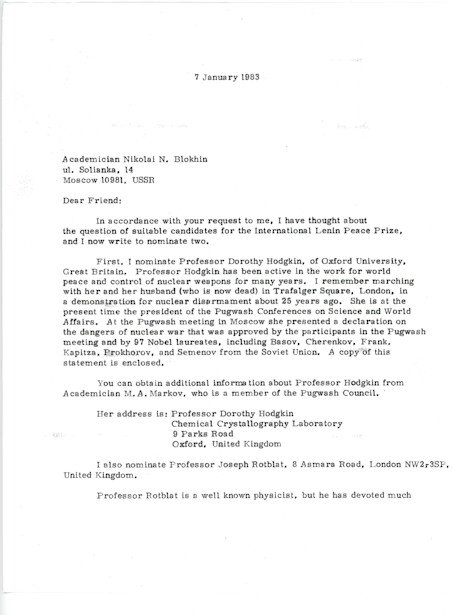 7 January 1983
Academician Nikolai N. Blokhin
ul. Solianka, 14
Moscow 10981, USSR
Dear Friend:
In accordance with your request to me, I have thought about
the question of suitable candidates for the International Lenin Peace Prize,
and I now write to nominate two.
First, I nominate Professor Dorothy Hodgkin, of Oxford University,
Great Britain. Professor Hodgkin has been active in the work for world
peace and control of nuclear weapons for many years. I remember marching
with her and her husband (who is now dead) in Trafalger Square, London, in
a demonstration for nuclear disarmament about 25 years ago. She is at the
present time the president of the Pugwash Conferences on Science and World
Affairs. At the Pugwash meeting in Moscow she presented a declaration on
the dangers of nuclear war that was approved by the participants in the Pugwash
meeting and by 97 Nobel laureates, including Basov, Cherenkov, Frank,
Kapitza, Prokhorov, and Semenov from the Soviet Union. A copy of this
statement is enclosed.
You can obtain additional information about Professor Hodgkin from
Academician M. A. Markov, who is a member of the Pugwash Council.
Her address is: Professor Dorothy Hodgkin
Chemical Crystallography Laboratory
9 Parks Road
Oxford, United Kingdom
I also nominate Professor Joseph Rotblat, 8 Asmara Road, London NW2r3SP,
United Kingdom.
Professor Rotblat is a well known physicist, but he has devoted much